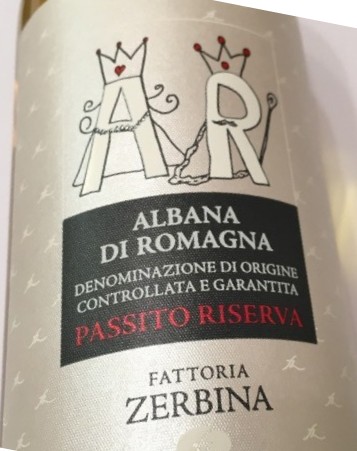 AR
ALBANA
DI ROMAGNA
DENOMINAZIONE DI ORIGINE
CONTROLLATA E GARANTITA
PASSITO RISERVA
FATTORIA
ZERBINA